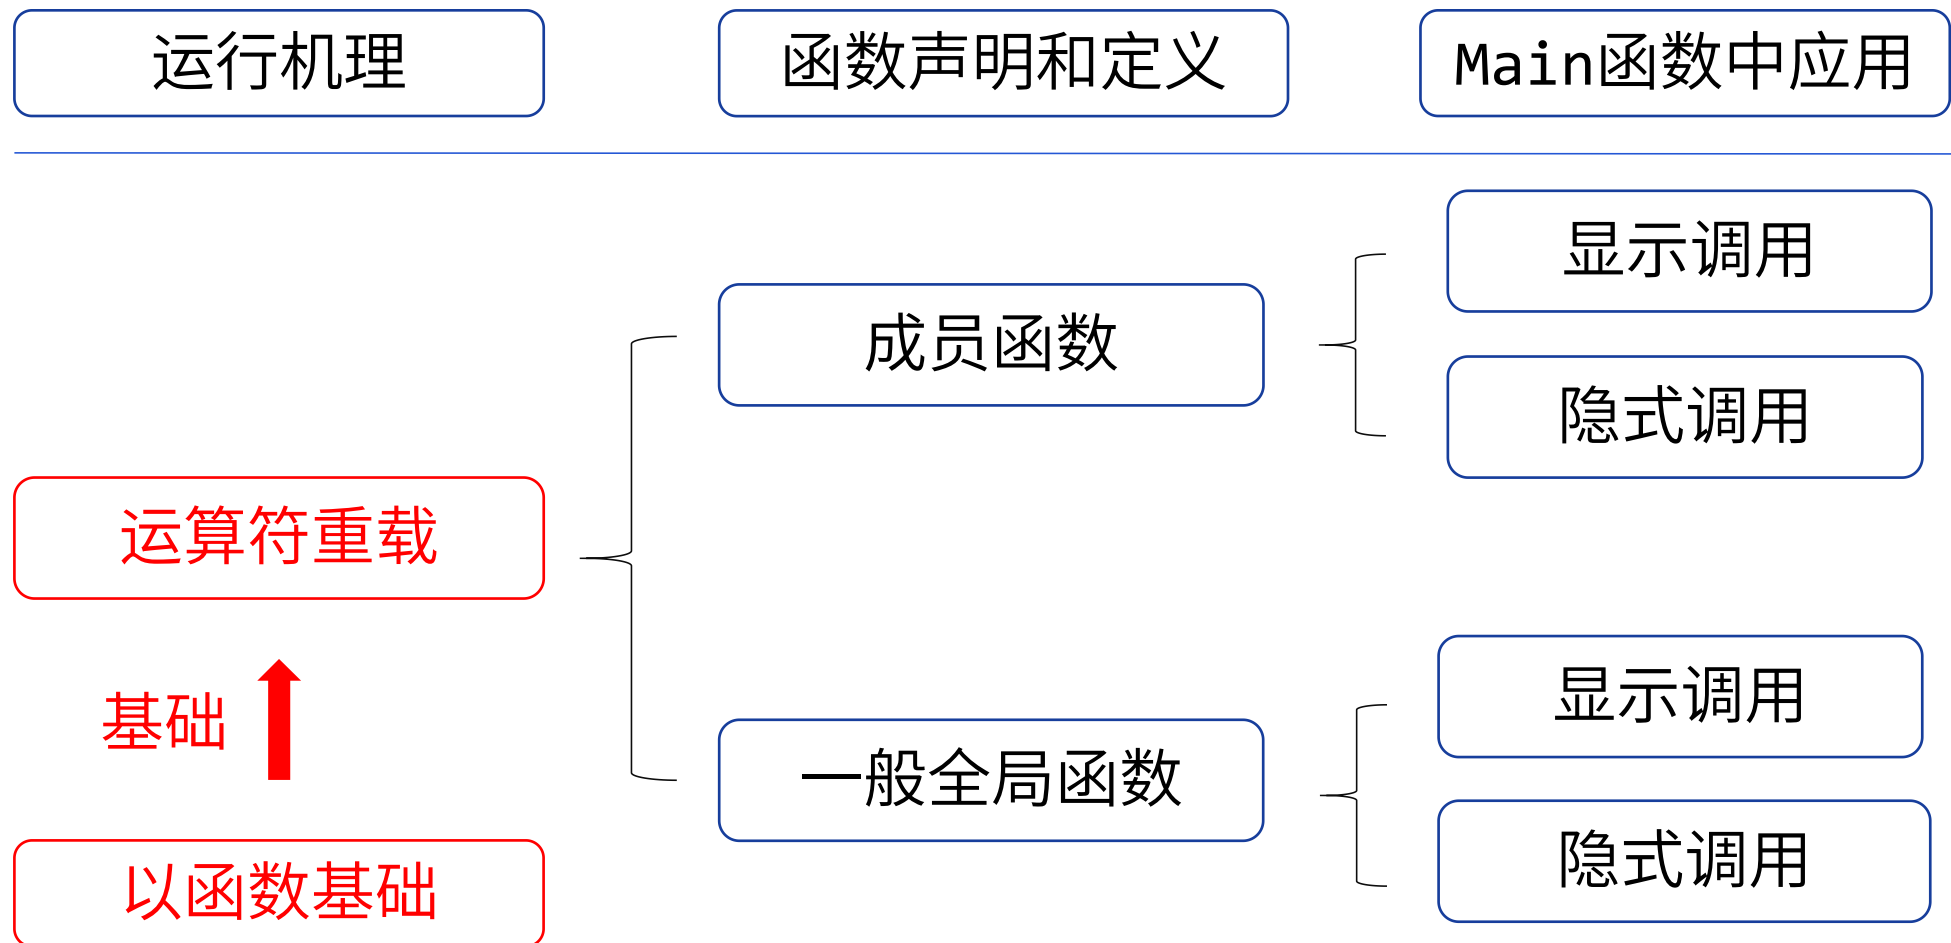 运行机理
函数声明和定义
Main函数中应用
显示调用
成员函数
隐式调用
运算符重载
显示调用
基础
一般全局函数
隐式调用
以函数基础